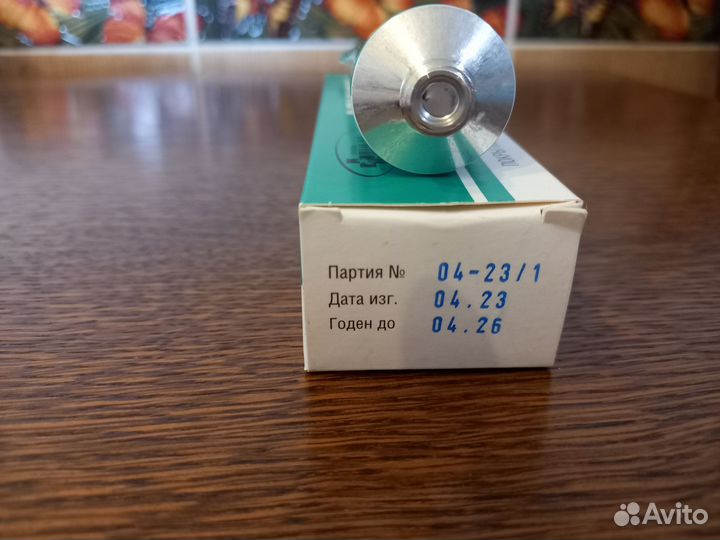 Партия № 04-23/1
Дата изг. 04.23
Годен до 04.26
Avito